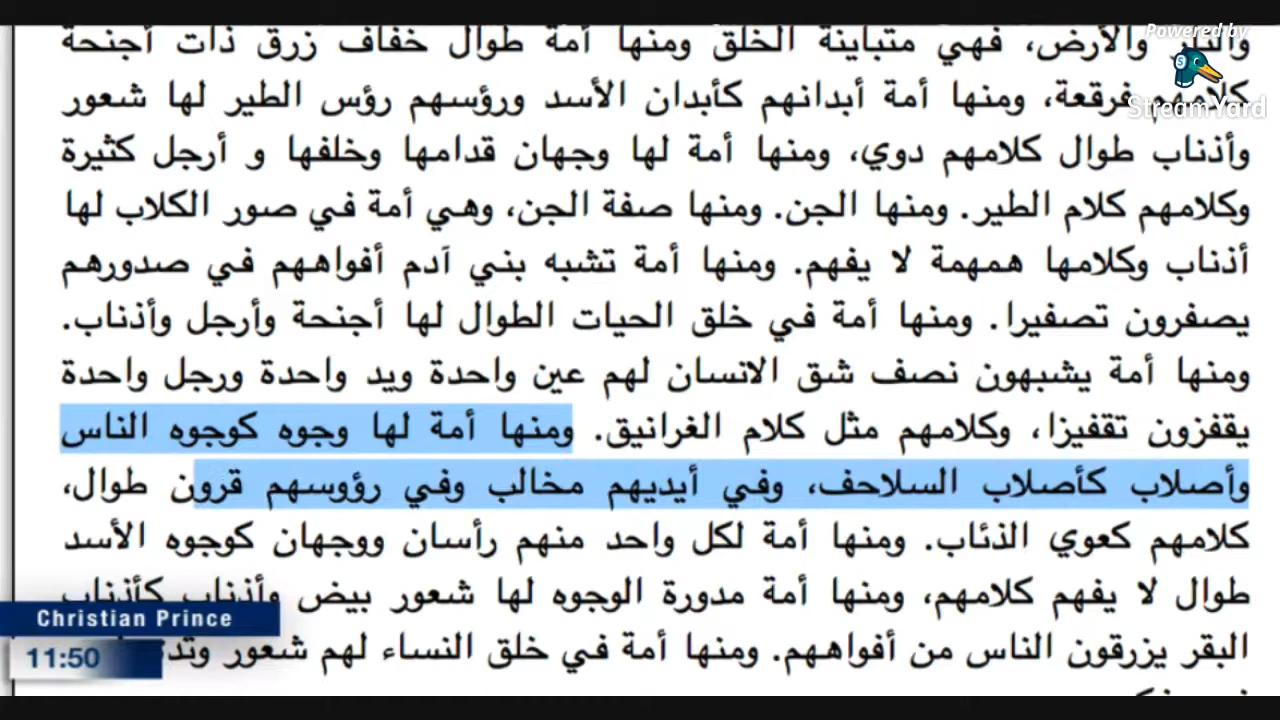 والنار والأرض، فهي متباينة الخلق ومنها أمة طوال خفاف زرق ذات أجنحة
Powered by
كلامهم فرقعة، ومنها أمة أبدانهم كأبدان الأسد ورؤسهم رؤس الطير لها شعور
StreamYard
وأذناب طوال كلامهم دوي، ومنها أمة لها وجهان قدامها وخلفها و أرجل كثيرة
وكلامهم كلام الطير. ومنها الجن. ومنها صفة الجن، وهي أمة في صور الكلاب لها
أذناب وكلامها همهمة لا يفهم. ومنها أمة تشبه بني آدم أفواههم في صدورهم
يصفرون تصفيرا. ومنها أمة في خلق الحيات الطوال لها أجنحة وأرجل وأذناب.
ومنها أمة يشبهون نصف شق الانسان لهم عين واحدة ويد واحدة ورجل واحدة
يقفزون تقفيزا، وكلامهم مثل كلام الغرانيق. ومنها أمة لها وجوه كوجوه الناس
وأصلاب كأصلاب السلاحف، وفي أيديهم مخالب وفي رؤوسهم قرون طوال،
كلامهم كعوي الذئاب. ومنها أمة لكل واحد منهم رأسان ووجهان كوجوه الأسد
طوال لا يفهم كلامهم، ومنها أمة مدورة الوجوه لها شعور بيض وأذناب كأذناب
Christian Prince
البقر يزرقون الناس من أفواههم. ومنها أمة في خلق النساء لهم شعور
11:50